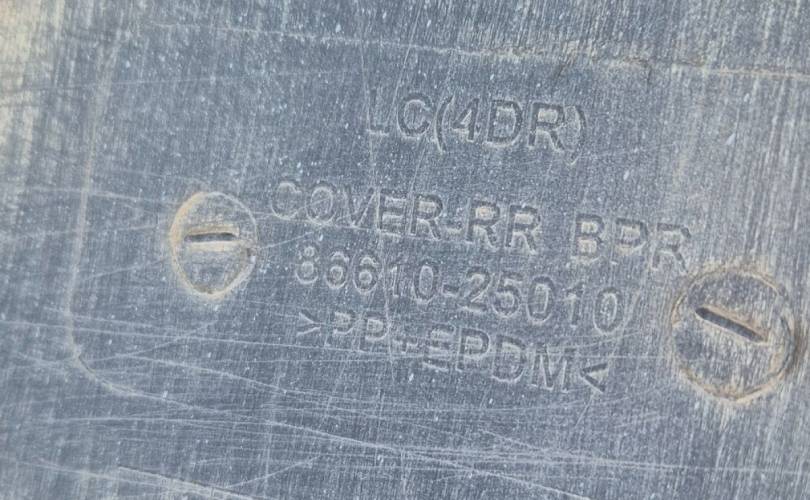 LC(4DR)
COVER-RR BPR
86610-25010
>PP+EPDM<